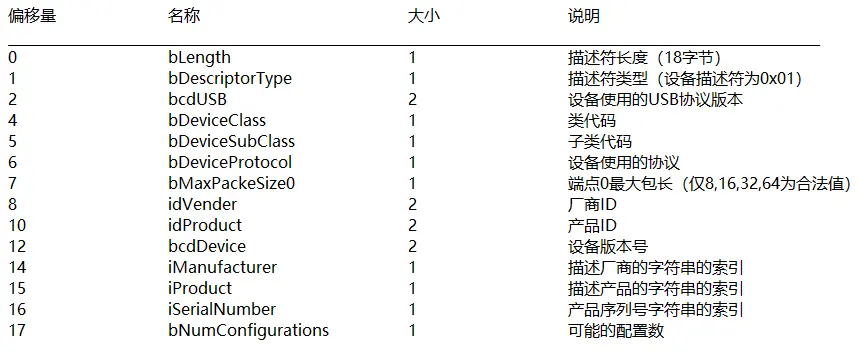 偏移量 名称 大小 说明
0 bLength 1 描述符长度（18字节）
1 bDescriptorType 1 描述符类型（设备描述符为0x01）
2 bcdUSB 2 设备使用的USB协议版本
4 bDeviceClass 1 类代码
5 bDeviceSubClass 1 子类代码
6 bDeviceProtocol 1 设备使用的协议
7 bMaxPackeSize0 1 端点0最大包长（仅8,16,32,64为合法值）
8 idVender 2 厂商ID
10 idProduct 2 产品ID
12 bcdDevice 2 设备版本号
14 iManufacturer 1 描述厂商的字符串的索引
15 iProduct 1 描述产品的字符串的索引
16 iSerialNumber 1 产品序列号字符串的索引
17 bNumConfigurations 1 可能的配置数